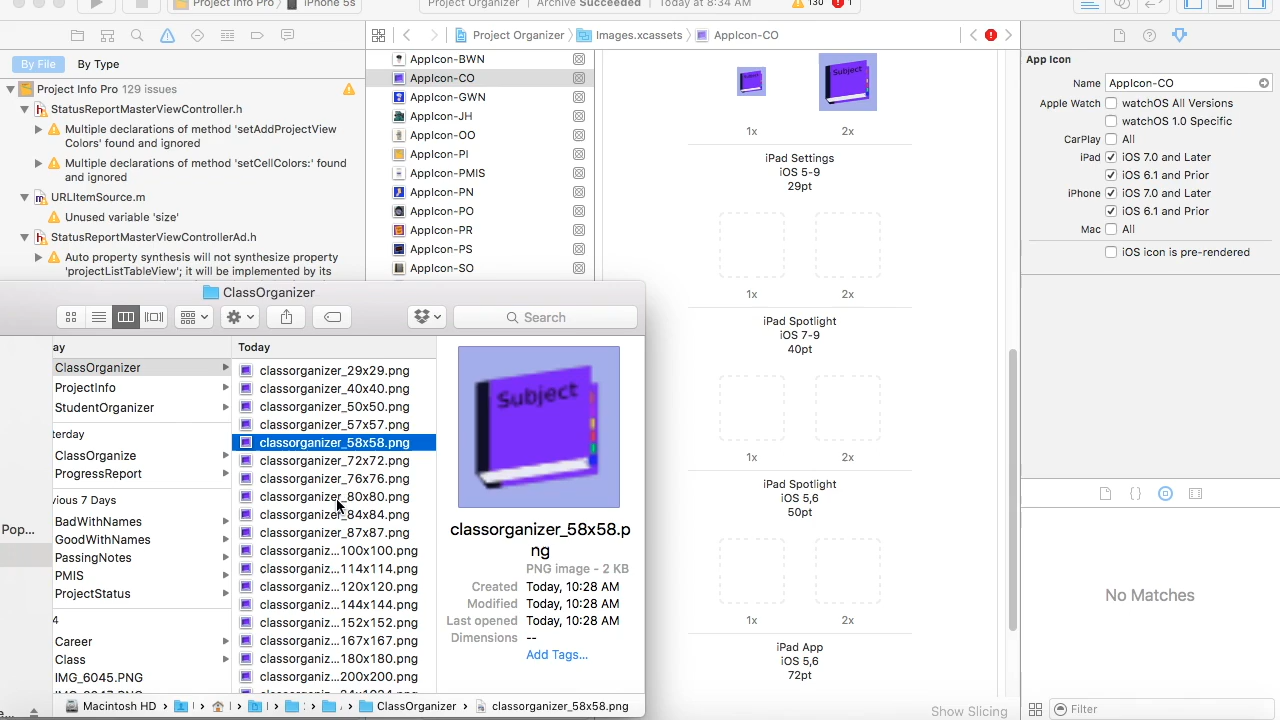 Project Info Pro
iPhone 5s
Project Organizer | Archive Succeeded | Today at 8:34 AM
130
1
Project Organizer
Images.xcassets
AppIcon-CO
By File
By Type
Project Info Pro 129 issues
StatusReportMasterViewController.h
Multiple declarations of method 'setAddProjectView
Colors' found and ignored
Multiple declarations of method 'setCellColors:' found
and ignored
URLItemSource.m
Unused variable 'size'
StatusReportMasterViewControllerAd.h
Auto property synthesis will not synthesize property
'projectListTableView'; it will be implemented by its
AppIcon-BWN
AppIcon-CO
AppIcon-GWN
AppIcon-JH
AppIcon-OO
AppIcon-PI
AppIcon-PMIS
AppIcon-PN
AppIcon-PO
AppIcon-PR
AppIcon-PS
AppIcon-SO
Subject
Subject
1x
2x
iPad Settings
iOS 5-9
29pt
1x
2x
iPad Spotlight
iOS 7-9
40pt
1x
2x
iPad Spotlight
iOS 5,6
50pt
1x
2x
iPad App
iOS 5,6
72pt
Show Slicing
App Icon
Name AppIcon-CO
Apple Watch watchOS All Versions
watchOS 1.0 Specific
CarPlay All
iPad iOS 7.0 and Later
iOS 6.1 and Prior
iPhone iOS 7.0 and Later
iOS 6.1 and Prior
Mac All
iOS icon is pre-rendered
No Matches
Filter
ClassOrganizer
Search
ay
ClassOrganizer
ProjectInfo
StudentOrganizer
terday
ClassOrganize
ProgressReport
vious 7 Days
BadWithNames
GoodWithNames
PassingNotes
PMIS
ProjectStatus
4
Career
Class
IMG_6045.PNG
Pop...
Today
classorganizer_29x29.png
classorganizer_40x40.png
classorganizer_50x50.png
classorganizer_57x57.png
classorganizer_58x58.png
classorganizer_72x72.png
classorganizer_76x76.png
classorganizer_80x80.png
classorganizer_84x84.png
classorganizer_87x87.png
classorganiz...100x100.png
classorganiz...114x114.png
classorganiz...120x120.png
classorganiz...144x144.png
classorganiz...152x152.png
classorganiz...167x167.png
classorganiz...180x180.png
classorganiz...200x200.png
Subject
classorganizer_58x58.p
ng
PNG image - 2 KB
Created Today, 10:28 AM
Modified Today, 10:28 AM
Last opened Today, 10:28 AM
Dimensions --
Add Tags...
Macintosh HD
ClassOrganizer
classorganizer_58x58.png